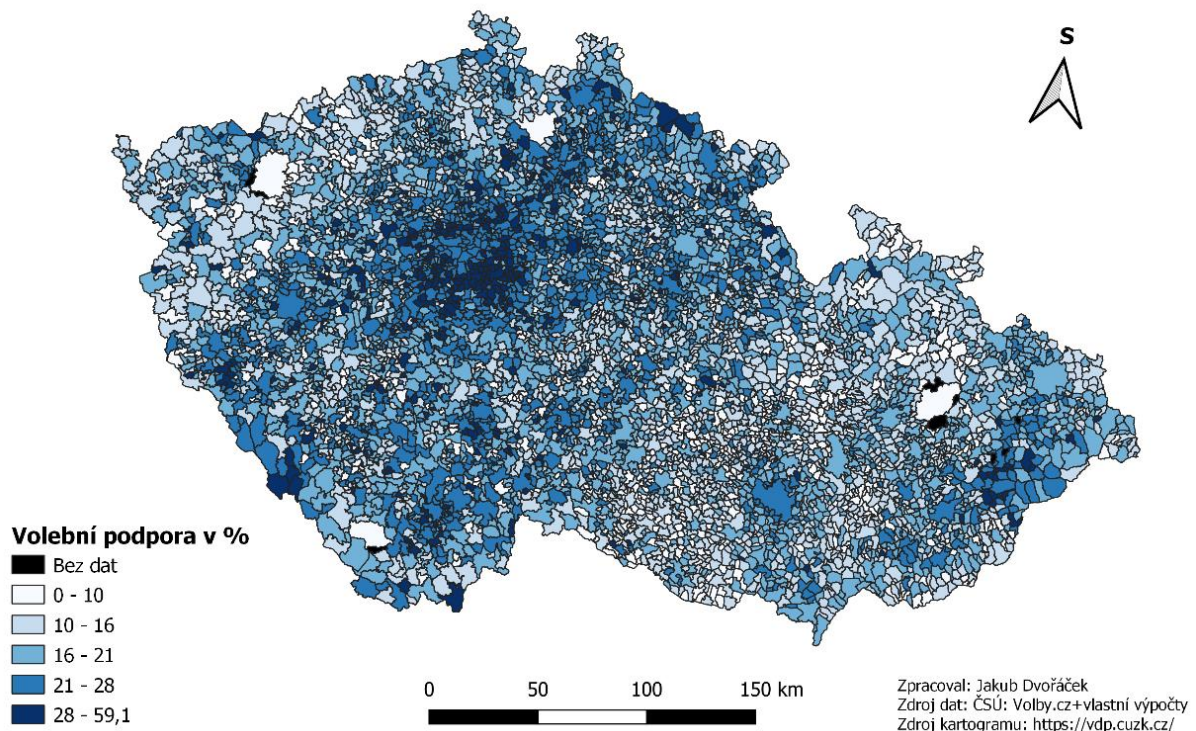 S
Volební podpora v %
Bez dat
0 - 10
10 - 16
16 - 21
21 - 28
28 - 59,1
0 50 100 150 km
Zpracoval: Jakub Dvořáček
Zdroj dat: ČSÚ: Volby.cz+vlastní výpočty
Zdroj kartogramu: https://vdp.cuzk.cz/